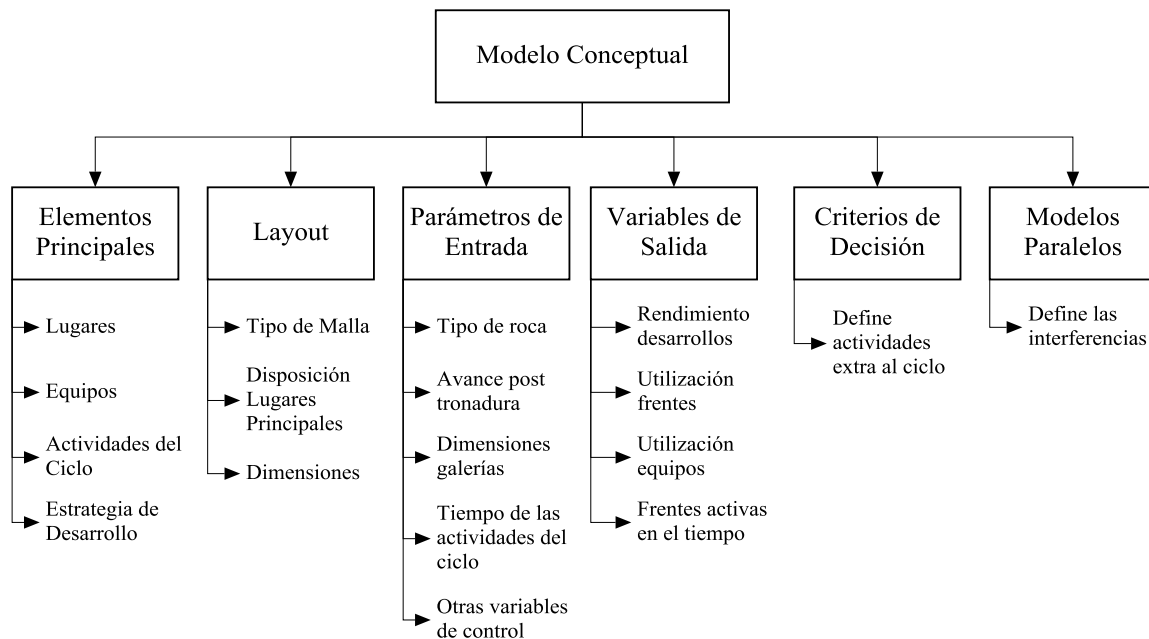 Modelo Conceptual
Elementos
Principales
Lugares
Equipos
Actividades del
Ciclo
Estrategia de
Desarrollo
Layout
Tipo de Malla
Disposición
Lugares
Principales
Dimensiones
Parámetros de
Entrada
Tipo de roca
Avance post
tronadura
Dimensiones
galerías
Tiempo de las
actividades del
ciclo
Otras variables
de control
Variables de
Salida
Rendimiento
desarrollos
Utilización
frentes
Utilización
equipos
Frentes activas
en el tiempo
Criterios de
Decisión
Define
actividades
extra al ciclo
Modelos
Paralelos
Define las
interferencias